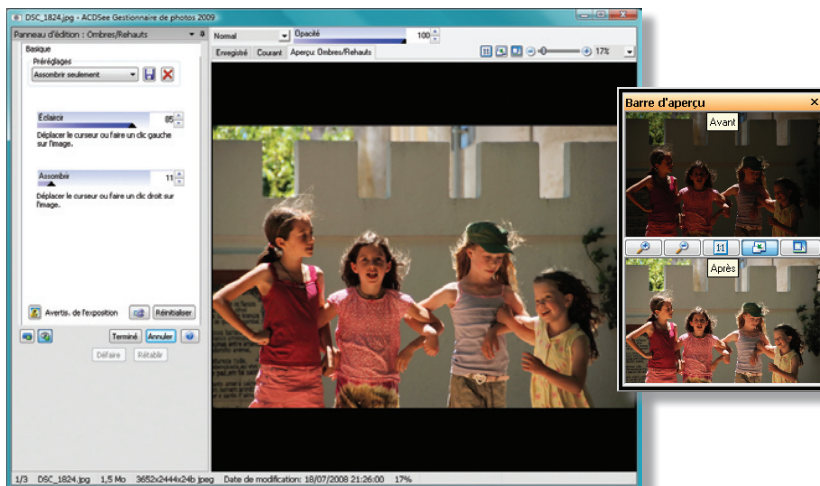 DSC_1824.jpg - ACDSee Gestionnaire de photos 2009
Panneau d'édition : Ombres/Rehauts
Normal
Opacité
100
Basique
Enregistré Courant Aperçu: Ombres/Rehauts
17%
Préréglages
Assombrir seulement
Éclaircir
85
Déplacer le curseur ou faire un clic gauche
sur l'image.
Assombrir
11
Déplacer le curseur ou faire un clic droit sur
l'image.
Avertis. de l'exposition
Réinitialiser
Terminé Annuler
Défaire Rétablir
1/3 DSC_1824.jpg 1,5 Mo 3652x2444x24b jpeg Date de modification: 18/07/2008 21:26:00 17%
Barre d'aperçu
Avant
1:1
Après